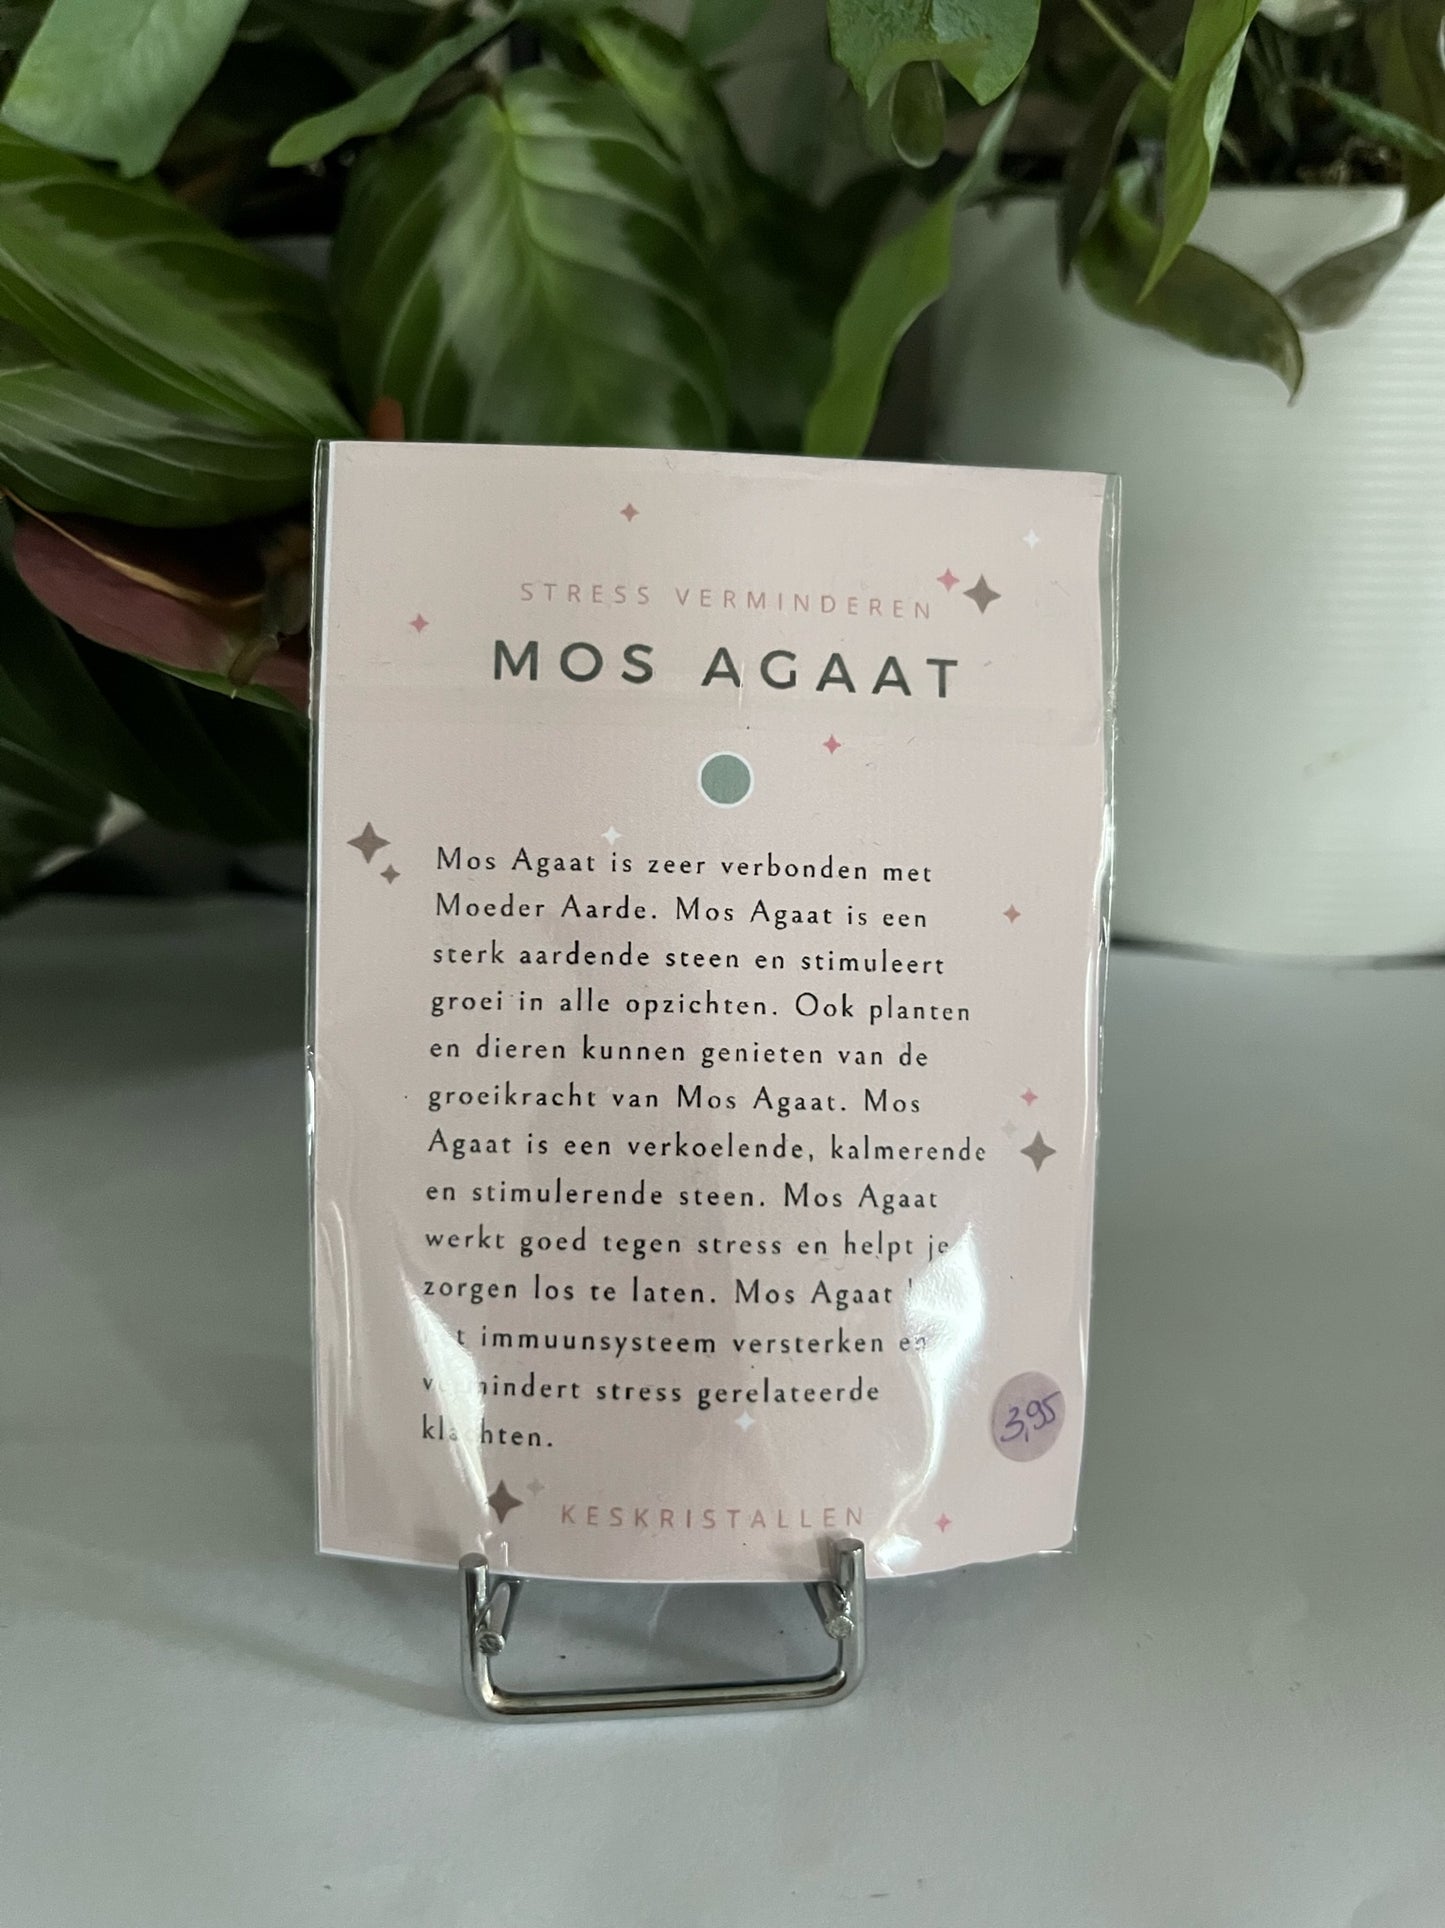 STRESS VERMINDEREN
MOS AGAAT
Mos Agaat is zeer verbonden met
Moeder Aarde. Mos Agaat is een
sterk aardende steen en stimuleert
groei in alle opzichten. Ook planten
en dieren kunnen genieten van de
groeikracht van Mos Agaat. Mos
Agaat is een verkoelende, kalmerende
en stimulerende steen. Mos Agaat
werkt goed tegen stress en helpt je
zorgen los te laten. Mos Agaat
immuunsysteem versterken en
vermindert stress gerelateerde
klachten.
3,95
KESKRISTALLEN